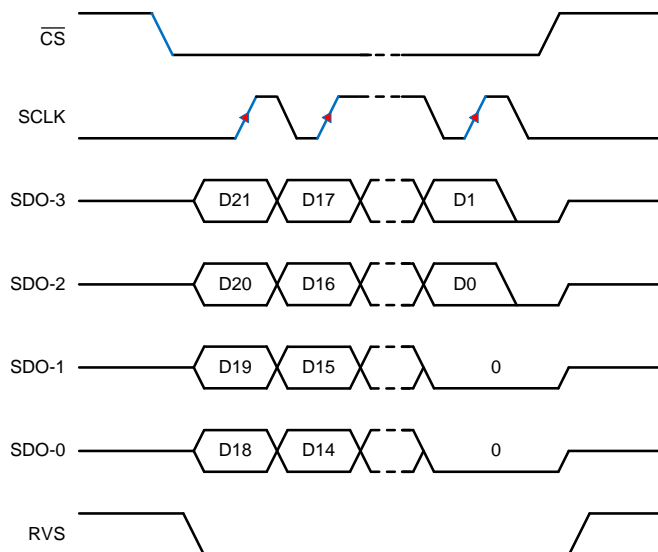 CS
SCLK
SDO-3 D21 D17 D1
SDO-2 D20 D16 D0
SDO-1 D19 D15 0
SDO-0 D18 D14 0
RVS